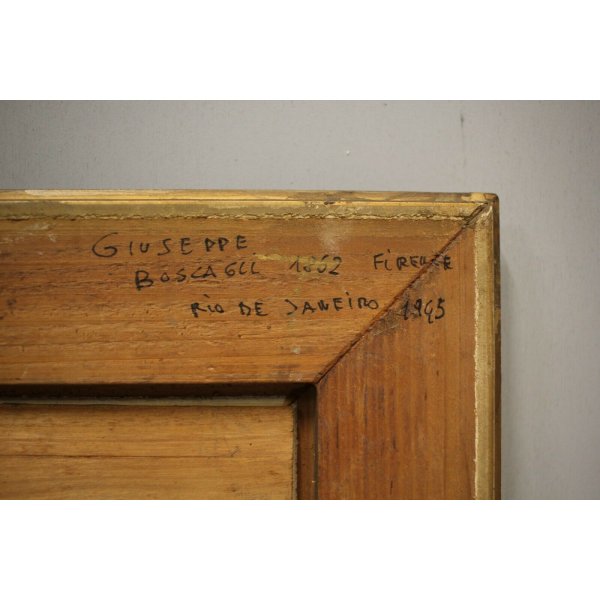 GIUSEPPE
BOSCAGLI 1862 FIRENZE
RIO DE JANEIRO 1945